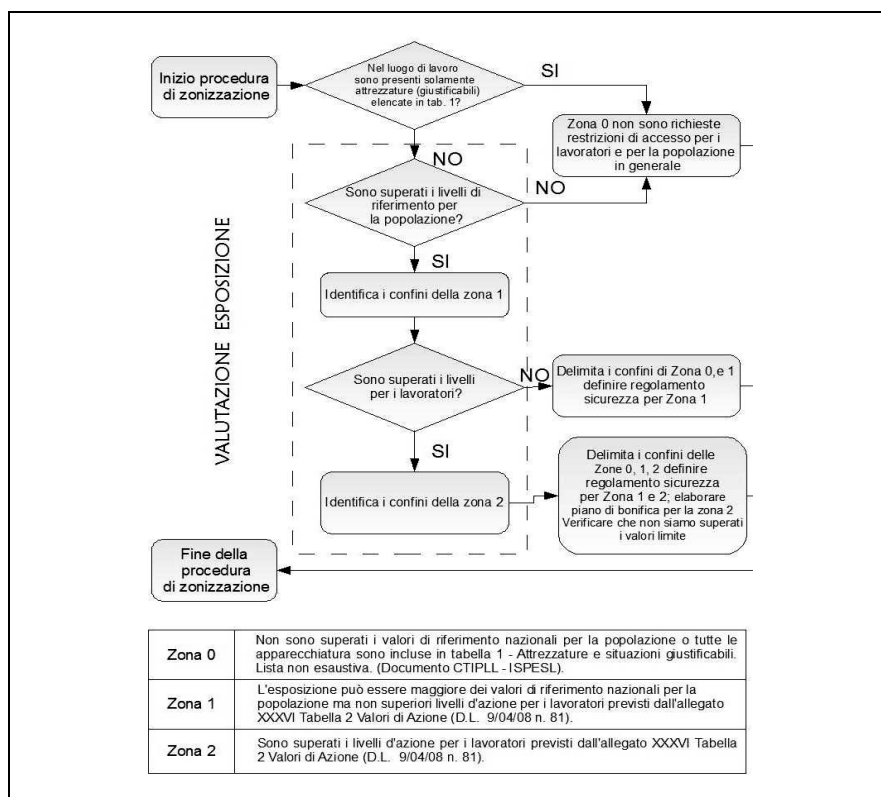 Inizio procedura
di zonizzazione
Nel luogo di lavoro
sono presenti solamente
attrezzature (giustificabili)
elencate in tab. 1?
SI
Zona 0 non sono richieste
restrizioni di accesso per i
lavoratori e per la popolazione
in generale
NO
Sono superati i livelli di
riferimento per
la popolazione?
NO
SI
Identifica i confini della zona 1
VALUTAZIONE ESPOSIZIONE
Sono superati i livelli
per i lavoratori?
NO
Delimita i confini di Zona 0,e 1
definire regolamento
sicurezza per Zona 1
SI
Identifica i confini della zona 2
Delimita i confini delle
Zone 0, 1, 2 definire
regolamento sicurezza
per Zona 1 e 2; elaborare
piano di bonifica per la zona 2
Verificare che non siamo superati
i valori limite
Fine della
procedura
di zonizzazione
Zona 0
Non sono superati i valori di riferimento nazionali per la popolazione o tutte le
apparecchiatura sono incluse in tabella 1 - Attrezzature e situazioni giustificabili.
Lista non esaustiva. (Documento CTIPLL - ISPESL).
Zona 1
L'esposizione può essere maggiore dei valori di riferimento nazionali per la
popolazione ma non superiori livelli d'azione per i lavoratori previsti dall'allegato
XXXVI Tabella 2 Valori di Azione (D.L. 9/04/08 n. 81).
Zona 2
Sono superati i livelli d'azione per i lavoratori previsti dall'allegato XXXVI Tabella
2 Valori di Azione (D.L. 9/04/08 n. 81).